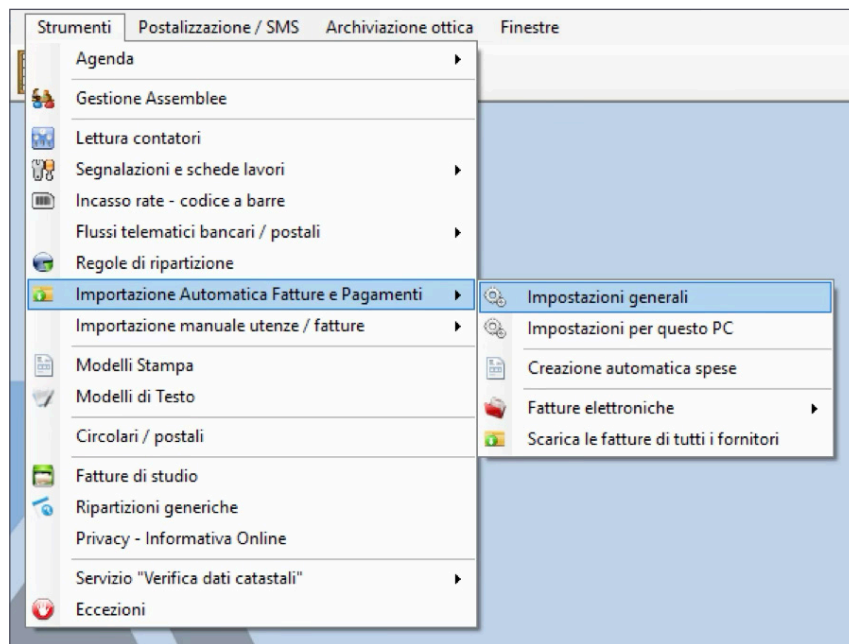 Strumenti Postalizzazione / SMS Archiviazione ottica Finestre
Agenda
Gestione Assemblee
Lettura contatori
Segnalazioni e schede lavori
Incasso rate - codice a barre
Flussi telematici bancari / postali
Regole di ripartizione
Importazione Automatica Fatture e Pagamenti
Importazione manuale utenze / fatture
Modelli Stampa
Modelli di Testo
Circolari / postali
Fatture di studio
Ripartizioni generiche
Privacy - Informativa Online
Servizio "Verifica dati catastali"
Eccezioni
Impostazioni generali
Impostazioni per questo PC
Creazione automatica spese
Fatture elettroniche
Scarica le fatture di tutti i fornitori